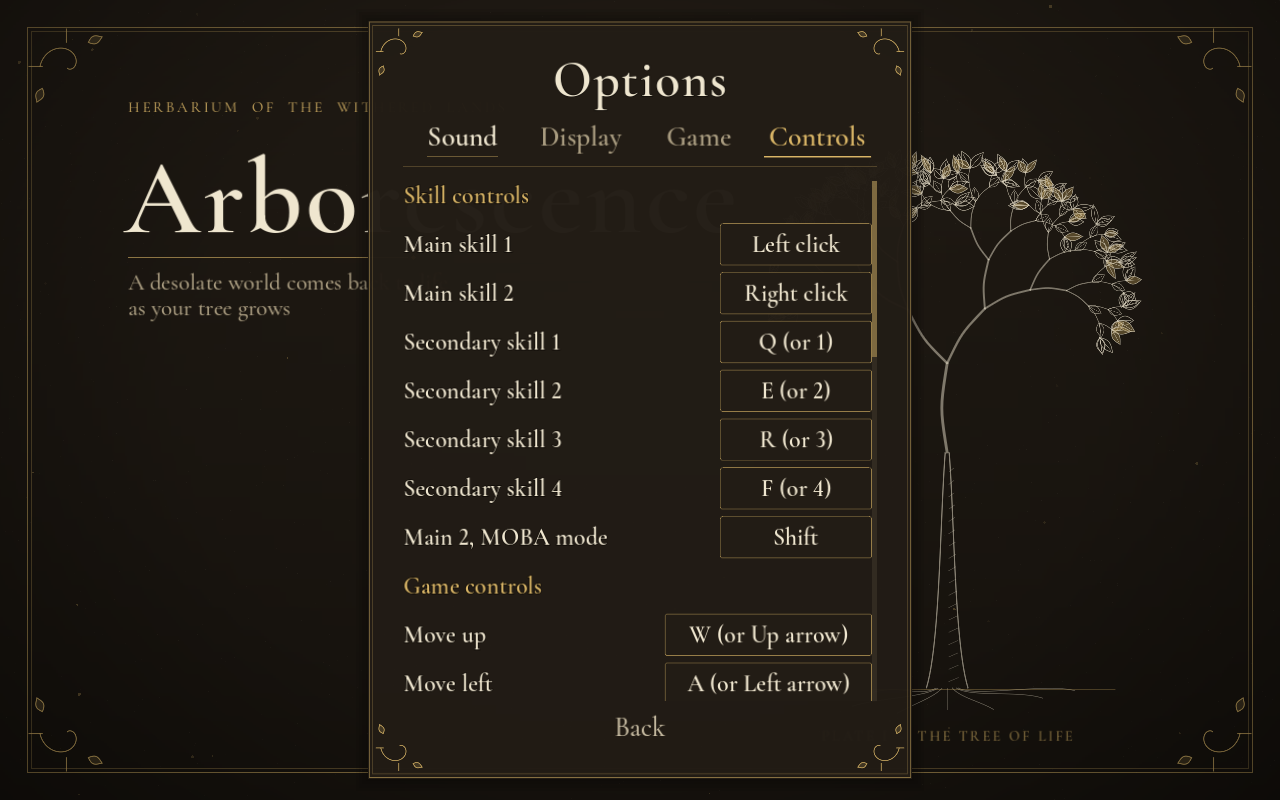 Options
Sound Display Game Controls
HERBARIUM OF THE WIT
Arborescence
A desolate world comes ba
as your tree grows
Skill controls
Main skill 1 Left click
Main skill 2 Right click
Secondary skill 1 Q (or 1)
Secondary skill 2 E (or 2)
Secondary skill 3 R (or 3)
Secondary skill 4 F (or 4)
Main 2, MOBA mode Shift
Game controls
Move up W (or Up arrow)
Move left A (or Left arrow)
Back
THE TREE OF LIFE